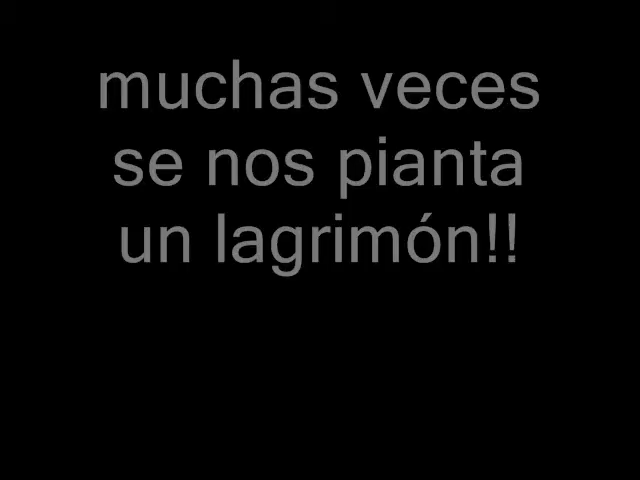 muchas veces
se nos pianta
un lagrimón!!